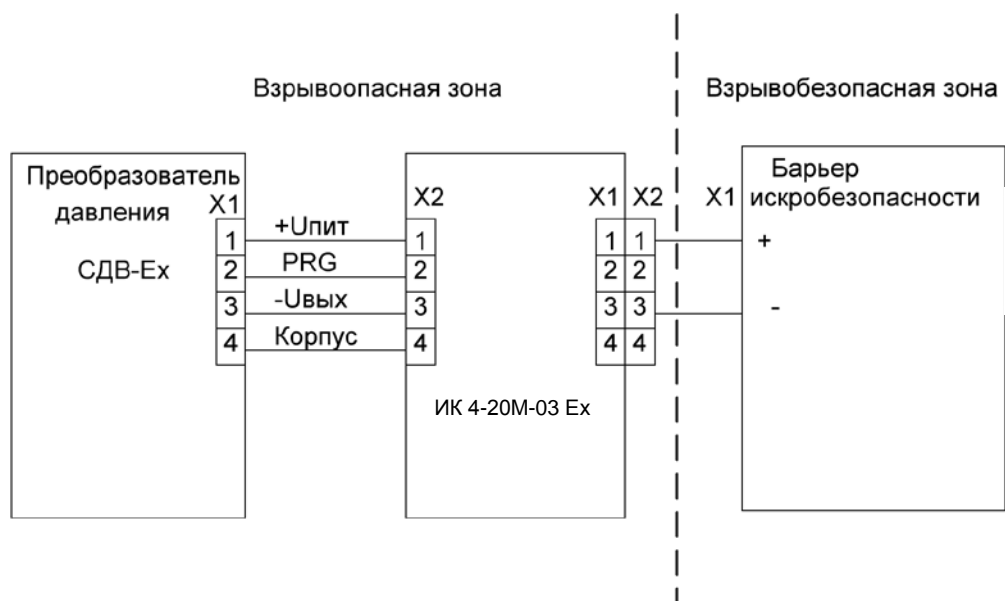 Взрывоопасная зона
Взрывобезопасная зона
Преобразователь
давления
СДВ-Ех
X1
1
2
3
4
+Uпит
PRG
-Uвых
Корпус
X2
1
2
3
4
ИК 4-20М-03 Ех
X1 X2
1 1
2 2
3 3
4 4
X1
Барьер
искробезопасности
+
-